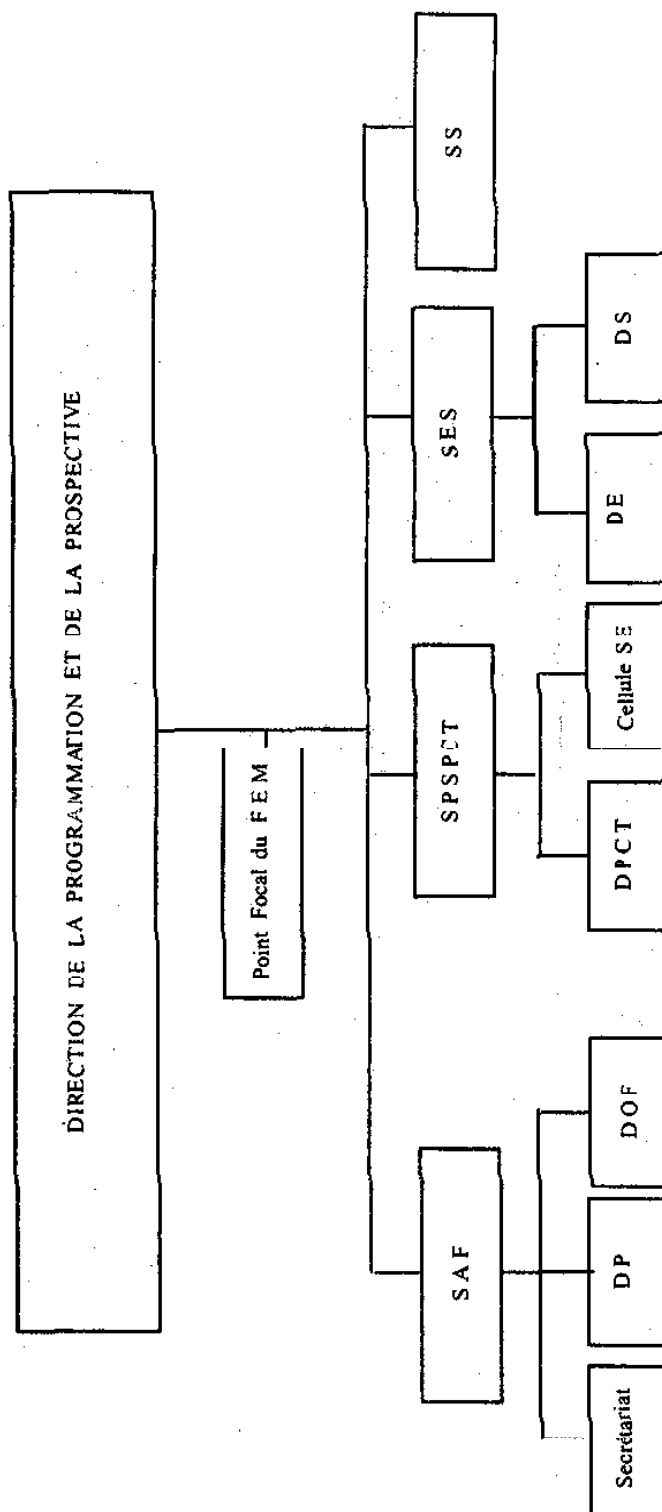 DIRECTION DE LA PROGRAMMATION ET DE LA PROSPECTIVE
Point Focal du FEM
SAF
SPSPCT
SES
SS
Secrétariat
DP
DOF
DPCT
Cellule SE
DE
DS